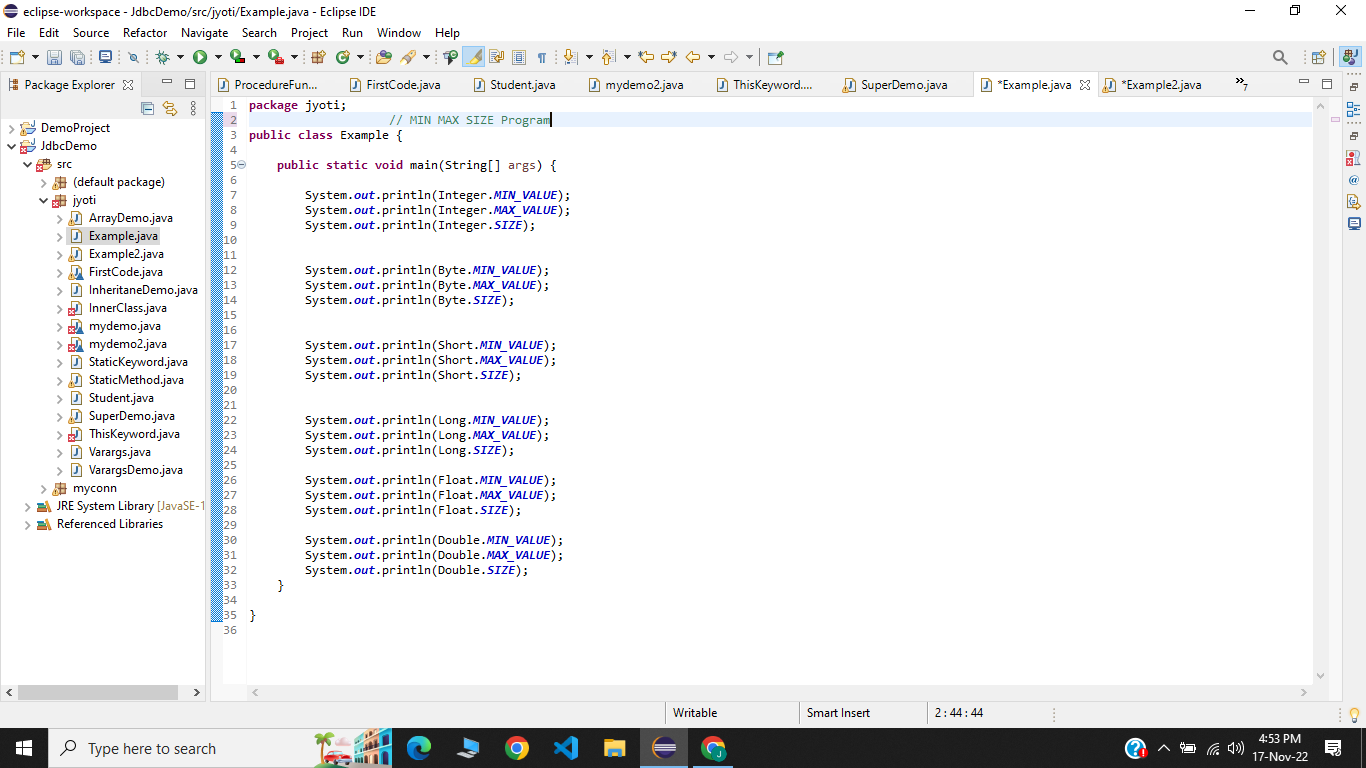 eclipse-workspace - JdbcDemo/src/jyoti/Example.java - Eclipse IDE
File Edit Source Refactor Navigate Search Project Run Window Help
Package Explorer
ProcedureFun... FirstCode.java Student.java mydemo2.java ThisKeyword.... SuperDemo.java *Example.java *Example2.java »7
DemoProject
JdbcDemo
src
(default package)
jyoti
ArrayDemo.java
Example.java
Example2.java
FirstCode.java
InheritaneDemo.java
InnerClass.java
mydemo.java
mydemo2.java
StaticKeyword.java
StaticMethod.java
Student.java
SuperDemo.java
ThisKeyword.java
Varargs.java
VarargsDemo.java
myconn
JRE System Library [JavaSE-1
Referenced Libraries
1 package jyoti;
2 // MIN MAX SIZE Program
3 public class Example {
4
5 public static void main(String[] args) {
6
7 System.out.println(Integer.MIN_VALUE);
8 System.out.println(Integer.MAX_VALUE);
9 System.out.println(Integer.SIZE);
10
11
12 System.out.println(Byte.MIN_VALUE);
13 System.out.println(Byte.MAX_VALUE);
14 System.out.println(Byte.SIZE);
15
16
17 System.out.println(Short.MIN_VALUE);
18 System.out.println(Short.MAX_VALUE);
19 System.out.println(Short.SIZE);
20
21
22 System.out.println(Long.MIN_VALUE);
23 System.out.println(Long.MAX_VALUE);
24 System.out.println(Long.SIZE);
25
26 System.out.println(Float.MIN_VALUE);
27 System.out.println(Float.MAX_VALUE);
28 System.out.println(Float.SIZE);
29
30 System.out.println(Double.MIN_VALUE);
31 System.out.println(Double.MAX_VALUE);
32 System.out.println(Double.SIZE);
33 }
34
35 }
36
Writable Smart Insert 2 : 44 : 44
Type here to search
4:53 PM
17-Nov-22